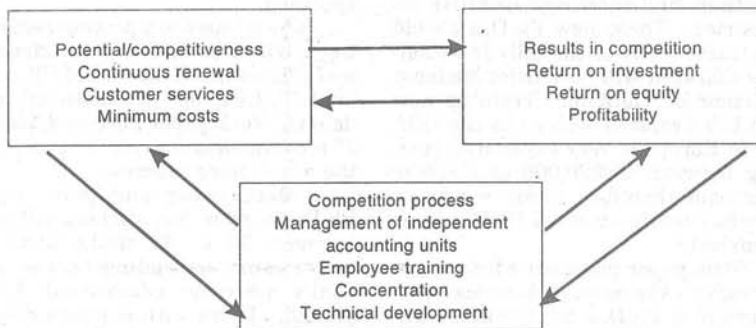 Potential/competitiveness
Continuous renewal
Customer services
Minimum costs
Results in competition
Return on investment
Return on equity
Profitability
Competition process
Management of independent
accounting units
Employee training
Concentration
Technical development